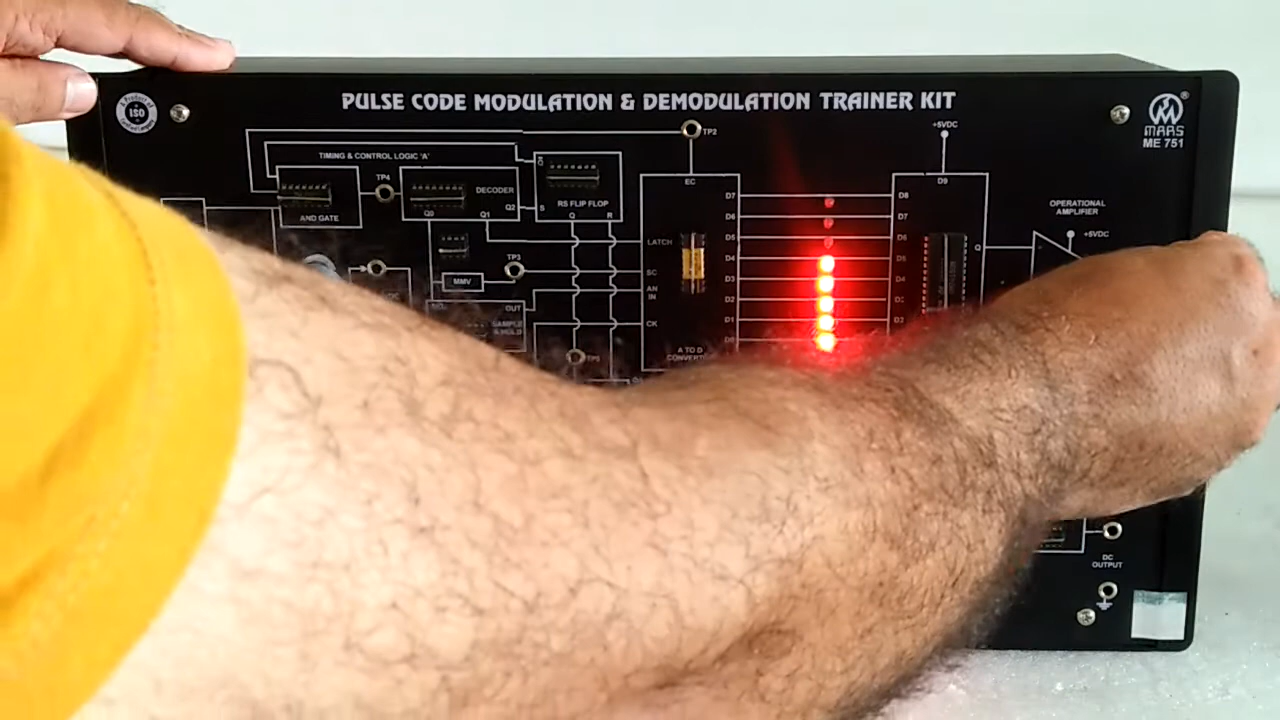 PULSE CODE MODULATION & DEMODULATION TRAINER KIT
ISO
MARS
ME 751
TP2
+5VDC
TIMING & CONTROL LOGIC 'A'
TP4
DECODER
AND GATE
Q0
Q1
Q2
S
RS FLIP FLOP
Q
R
EC
LATCH
SC
AN
IN
CK
A TO D
TP3
MMV
OUT
SAMPLE
& HOLD
TP5
D7
D6
D5
D4
D3
D2
D1
D0
D9
D8
D7
D6
D5
D4
Q
OPERATIONAL
AMPLIFIER
+5VDC
DC
OUTPUT